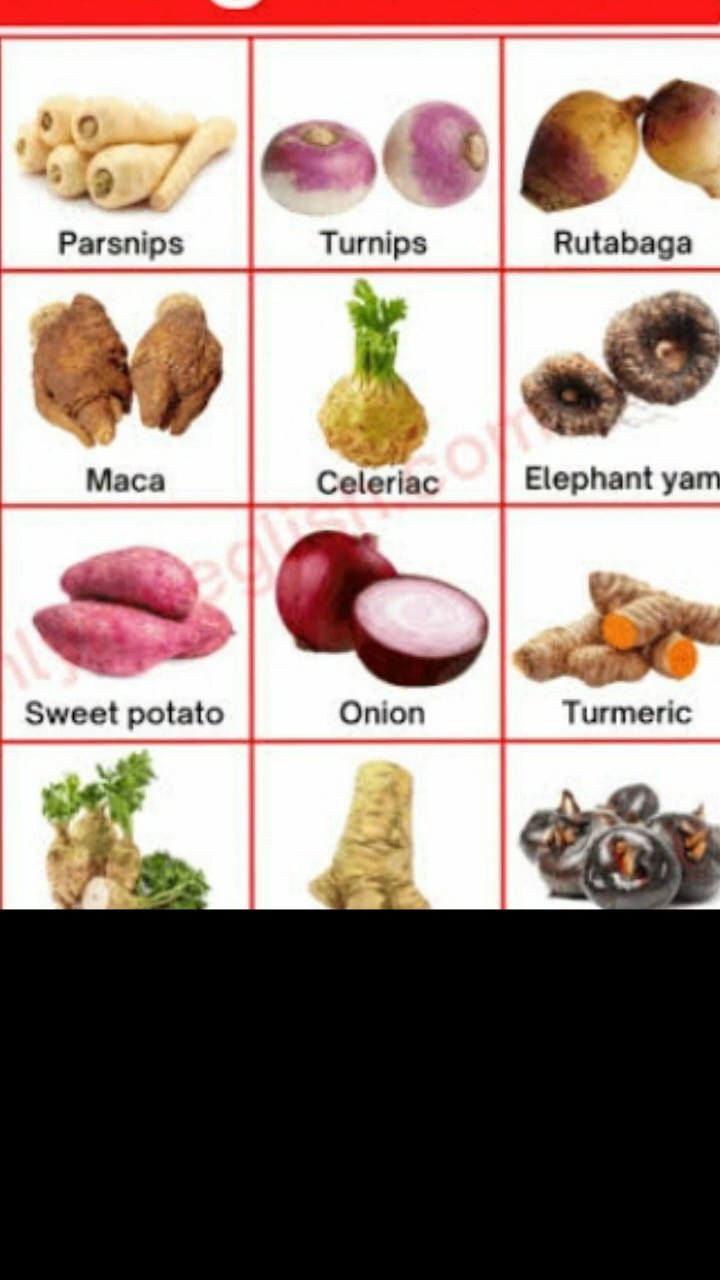 Parsnips
Turnips
Rutabaga
Maca
Celeriac
Elephant yam
Sweet potato
Onion
Turmeric